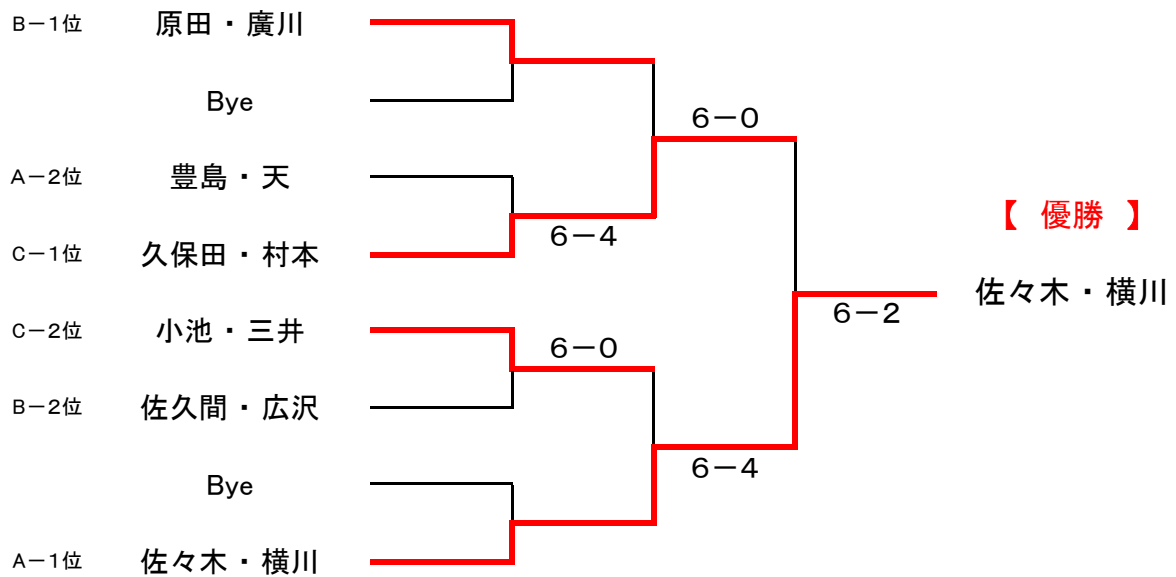 B－1位 原田・廣川
Bye
6－0
A－2位 豊島・天
【 優勝 】
6－4
C－1位 久保田・村本
佐々木・横川
6－2
C－2位 小池・三井
6－0
B－2位 佐久間・広沢
6－4
Bye
A－1位 佐々木・横川